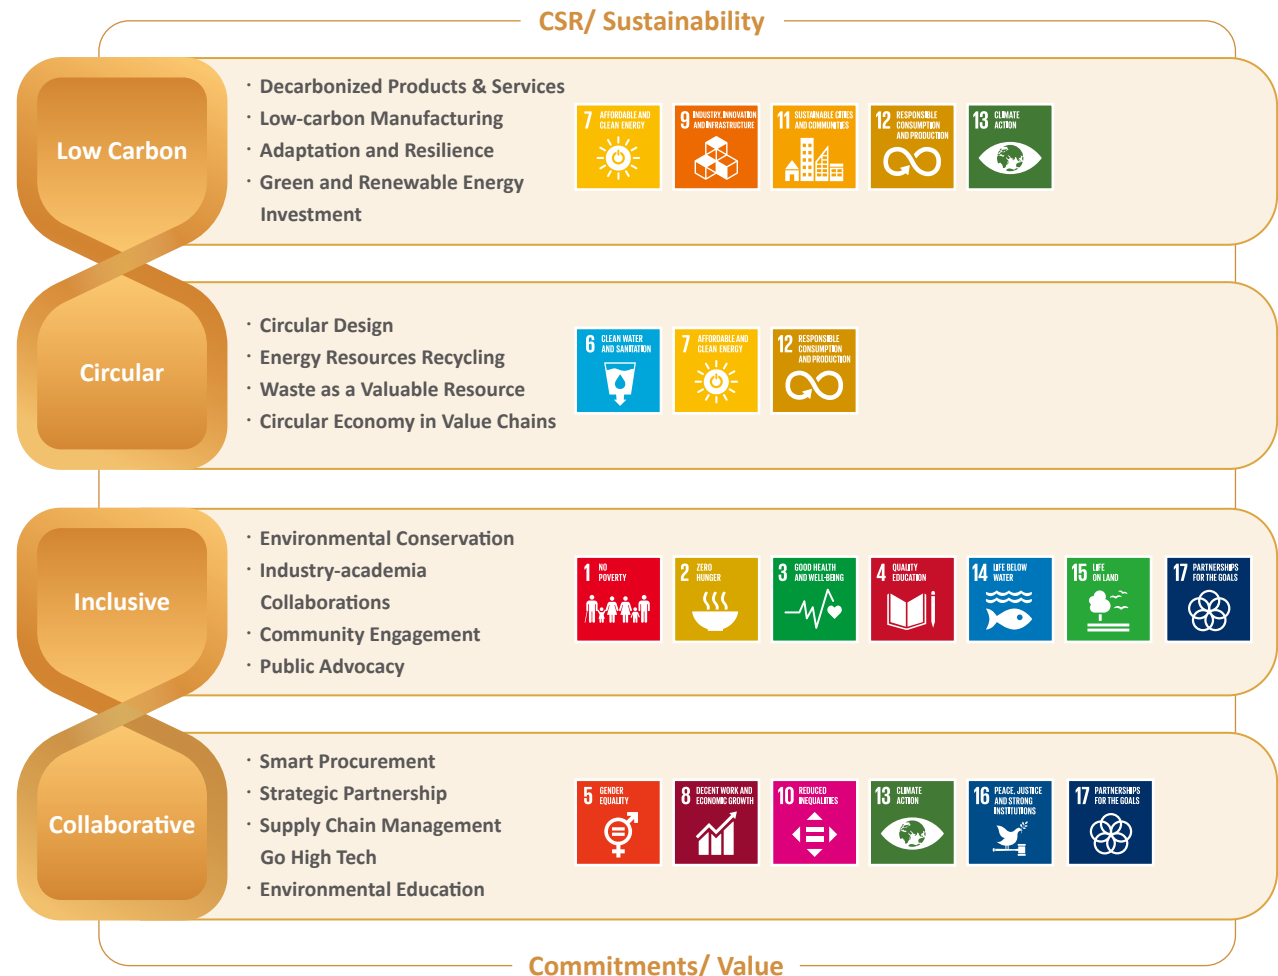 CSR/ Sustainability
Low Carbon
· Decarbonized Products & Services
· Low-carbon Manufacturing
· Adaptation and Resilience
· Green and Renewable Energy
Investment
7 AFFORDABLE AND
CLEAN ENERGY
9 INDUSTRY, INNOVATION
AND INFRASTRUCTURE
11 SUSTAINABLE CITIES
AND COMMUNITIES
12 RESPONSIBLE
CONSUMPTION
AND PRODUCTION
13 CLIMATE
ACTION
Circular
· Circular Design
· Energy Resources Recycling
· Waste as a Valuable Resource
· Circular Economy in Value Chains
6 CLEAN WATER
AND SANITATION
7 AFFORDABLE AND
CLEAN ENERGY
12 RESPONSIBLE
CONSUMPTION
AND PRODUCTION
Inclusive
· Environmental Conservation
· Industry-academia
Collaborations
· Community Engagement
· Public Advocacy
1 NO
POVERTY
2 ZERO
HUNGER
3 GOOD HEALTH
AND WELL-BEING
4 QUALITY
EDUCATION
14 LIFE BELOW
WATER
15 LIFE
ON LAND
17 PARTNERSHIPS
FOR THE GOALS
Collaborative
· Smart Procurement
· Strategic Partnership
· Supply Chain Management
Go High Tech
· Environmental Education
5 GENDER
EQUALITY
8 DECENT WORK AND
ECONOMIC GROWTH
10 REDUCED
INEQUALITIES
13 CLIMATE
ACTION
16 PEACE, JUSTICE
AND STRONG
INSTITUTIONS
17 PARTNERSHIPS
FOR THE GOALS
Commitments/ Value